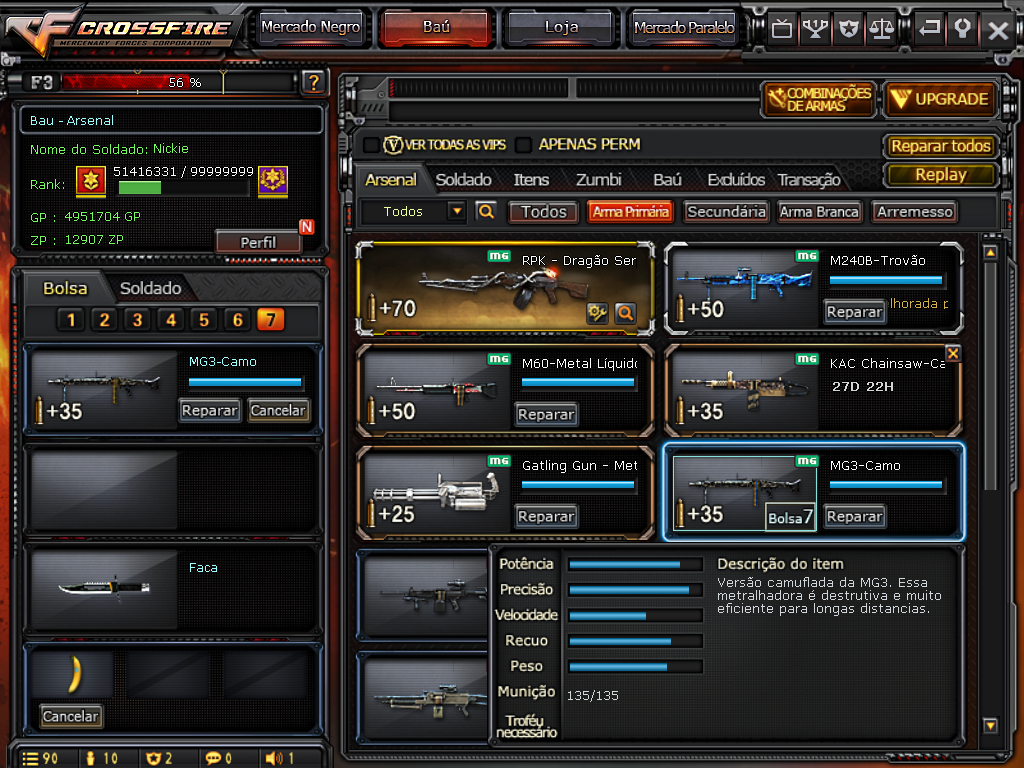 CROSSFIRE
MERCENARY FORCES CORPORATION
Mercado Negro
Baú
Loja
Mercado Paralelo
F3
56 %
?
COMBINAÇÕES
DE ARMAS
UPGRADE
Bau - Arsenal
Nome do Soldado: Nickie
Rank:
51416331 / 99999999
GP : 4951704 GP
ZP : 12907 ZP
N
Perfil
VER TODAS AS VIPS
APENAS PERM
Reparar todos
Replay
Arsenal
Soldado
Itens
Zumbi
Baú
Excluídos
Transação
Todos
Todos
Arma Primária
Secundária
Arma Branca
Arremesso
Bolsa
Soldado
1 2 3 4 5 6 7
MG3-Camo
+35
Reparar
Cancelar
Faca
Cancelar
90
10
2
0
1
MG
RPK - Dragão Ser
+70
MG
M240B-Trovão
+50
Reparar
lhorada p
MG
M60-Metal Líquido
+50
Reparar
MG
KAC Chainsaw-Ca
27D 22H
+35
MG
Gatling Gun - Met
+25
Reparar
MG
MG3-Camo
+35
Bolsa7
Reparar
Potência
Precisão
Velocidade
Recuo
Peso
Munição
135/135
Troféu
necessário
Descrição do item
Versão camuflada da MG3. Essa
metralhadora é destrutiva e muito
eficiente para longas distancias.